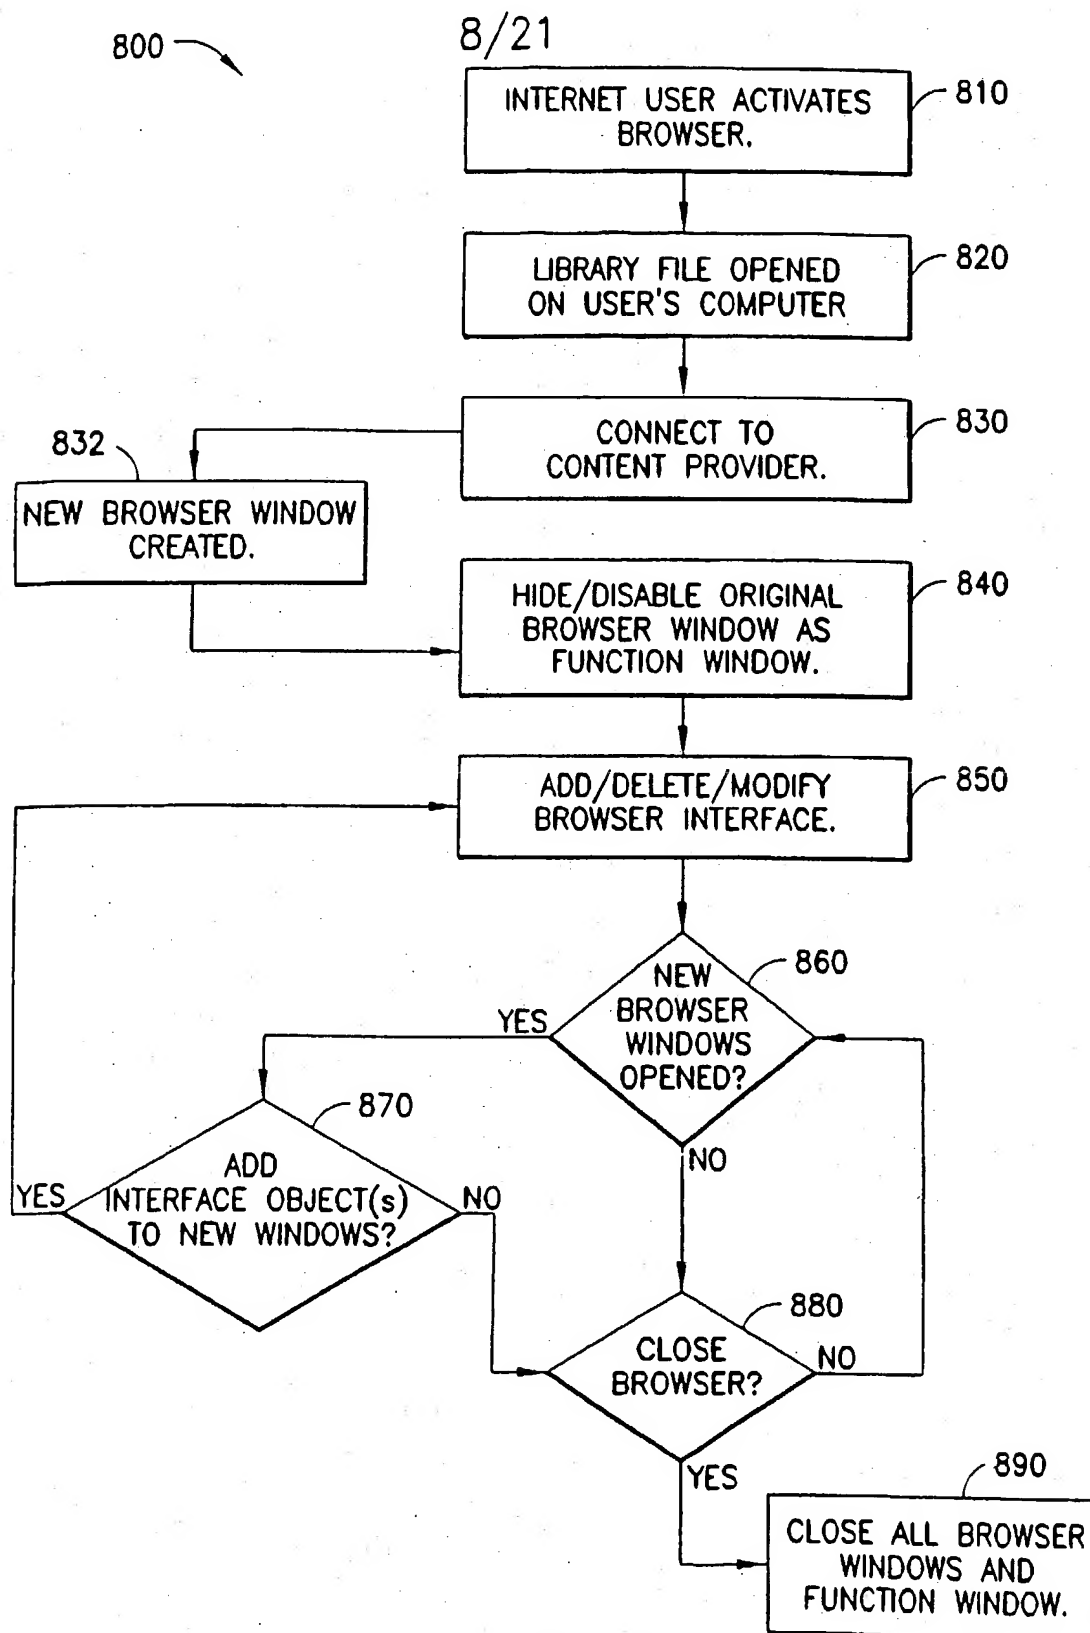 8/21
800
INTERNET USER ACTIVATES
BROWSER.
810
LIBRARY FILE OPENED
ON USER'S COMPUTER
820
CONNECT TO
CONTENT PROVIDER.
830
832
NEW BROWSER WINDOW
CREATED.
HIDE/DISABLE ORIGINAL
BROWSER WINDOW AS
FUNCTION WINDOW.
840
ADD/DELETE/MODIFY
BROWSER INTERFACE.
850
NEW
BROWSER
WINDOWS
OPENED?
860
YES
NO
870
ADD
INTERFACE OBJECT(s)
TO NEW WINDOWS?
YES
NO
880
CLOSE
BROWSER?
NO
YES
890
CLOSE ALL BROWSER
WINDOWS AND
FUNCTION WINDOW.